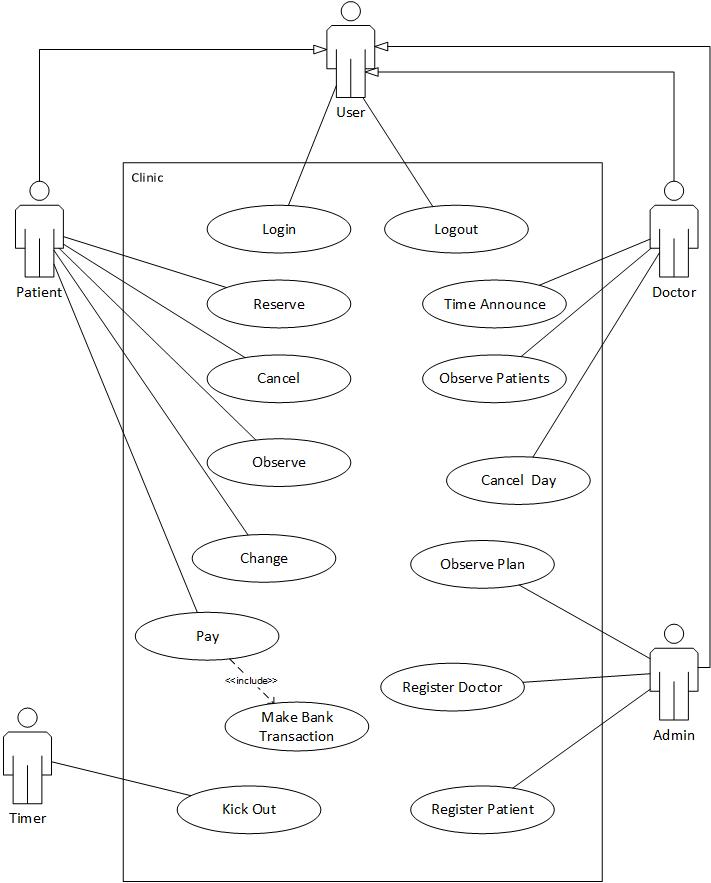 User
Clinic
Login
Logout
Patient
Reserve
Time Announce
Doctor
Cancel
Observe Patients
Observe
Cancel  Day
Change
Observe Plan
Pay
<<include>>
Register Doctor
Make Bank
Transaction
Admin
Timer
Kick Out
Register Patient